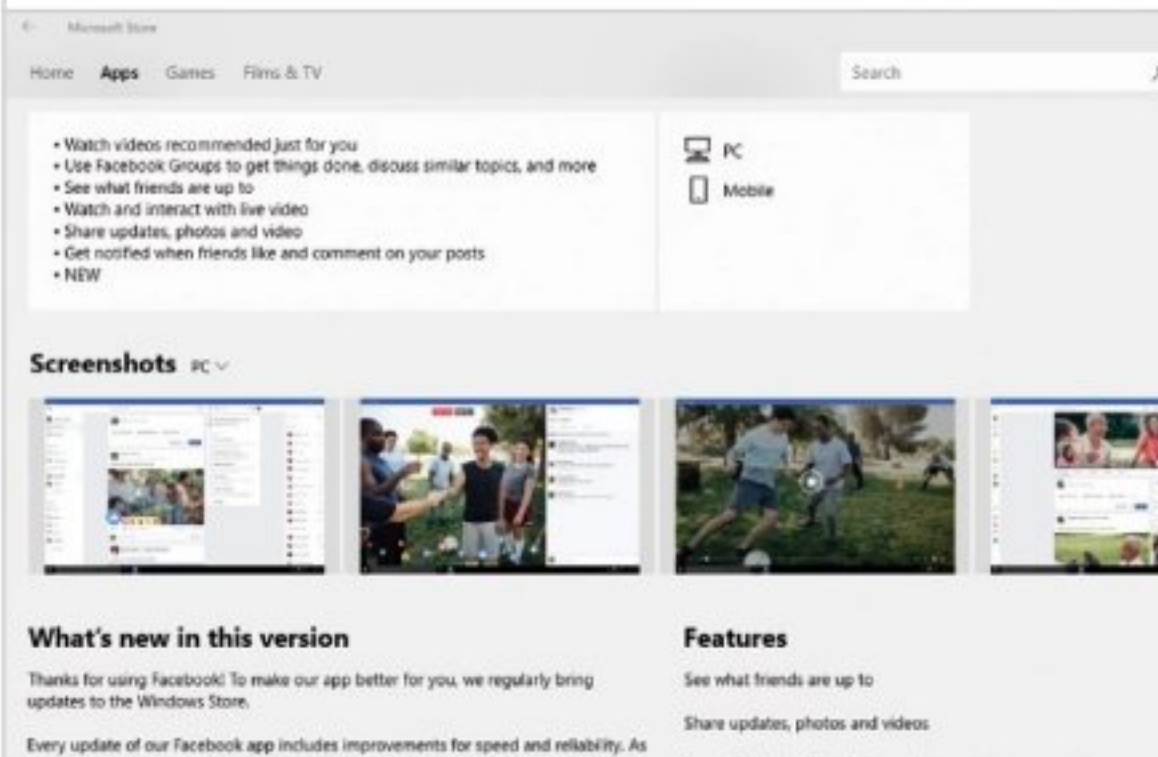 Microsoft Store
Home Apps Games Films & TV
Search
• Watch videos recommended just for you
• Use Facebook Groups to get things done, discuss similar topics, and more
• See what friends are up to
• Watch and interact with live video
• Share updates, photos and video
• Get notified when friends like and comment on your posts
• NEW
PC
Mobile
Screenshots PC
What's new in this version
Thanks for using Facebook! To make our app better for you, we regularly bring
updates to the Windows Store.
Every update of our Facebook app includes improvements for speed and reliability. As
Features
See what friends are up to
Share updates, photos and videos